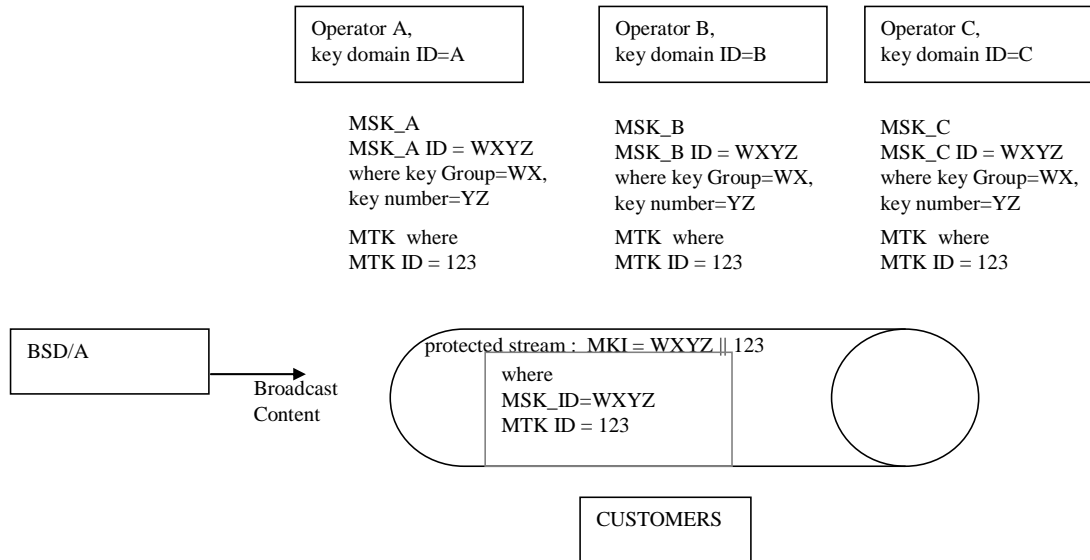 Operator A,
key domain ID=A
Operator B,
key domain ID=B
Operator C,
key domain ID=C
MSK_A
MSK_A ID = WXYZ
where key Group=WX,
key number=YZ
MTK where
MTK ID = 123
MSK_B
MSK_B ID = WXYZ
where key Group=WX,
key number=YZ
MTK where
MTK ID = 123
MSK_C
MSK_C ID = WXYZ
where key Group=WX,
key number=YZ
MTK where
MTK ID = 123
BSD/A
Broadcast
Content
protected stream : MKI = WXYZ || 123
where
MSK_ID=WXYZ
MTK ID = 123
CUSTOMERS